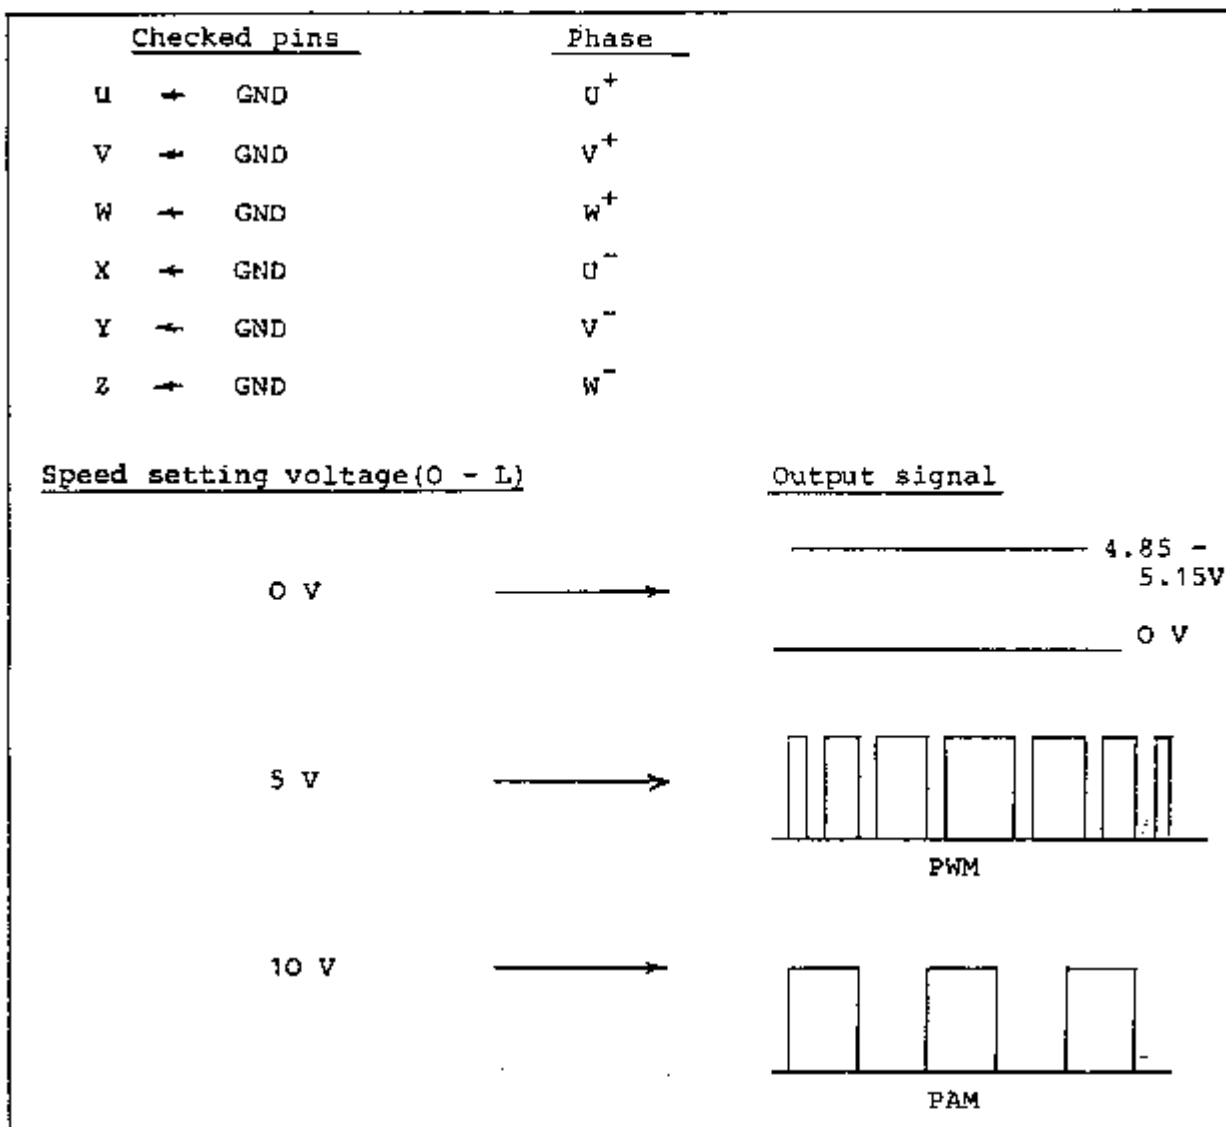 Checked pins Phase
u ← GND U+
V ← GND V+
W ← GND W+
X ← GND U-
Y ← GND V-
Z ← GND W-
Speed setting voltage(O - L) Output signal
0 V → 4.85 -
5.15V
0 V
5 V →
PWM
10 V →
PAM